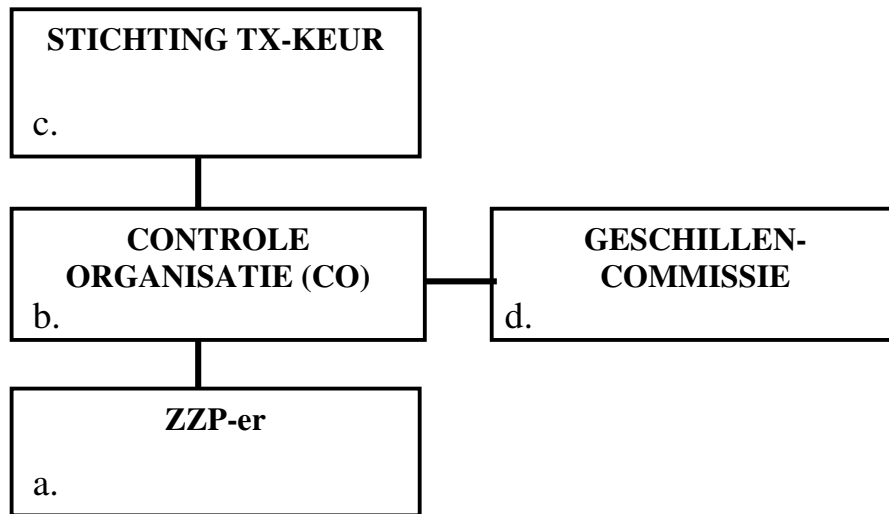 STICHTING TX-KEUR
c.
CONTROLE
ORGANISATIE (CO)
b.
GESCHILLEN-
COMMISSIE
d.
ZZP-er
a.